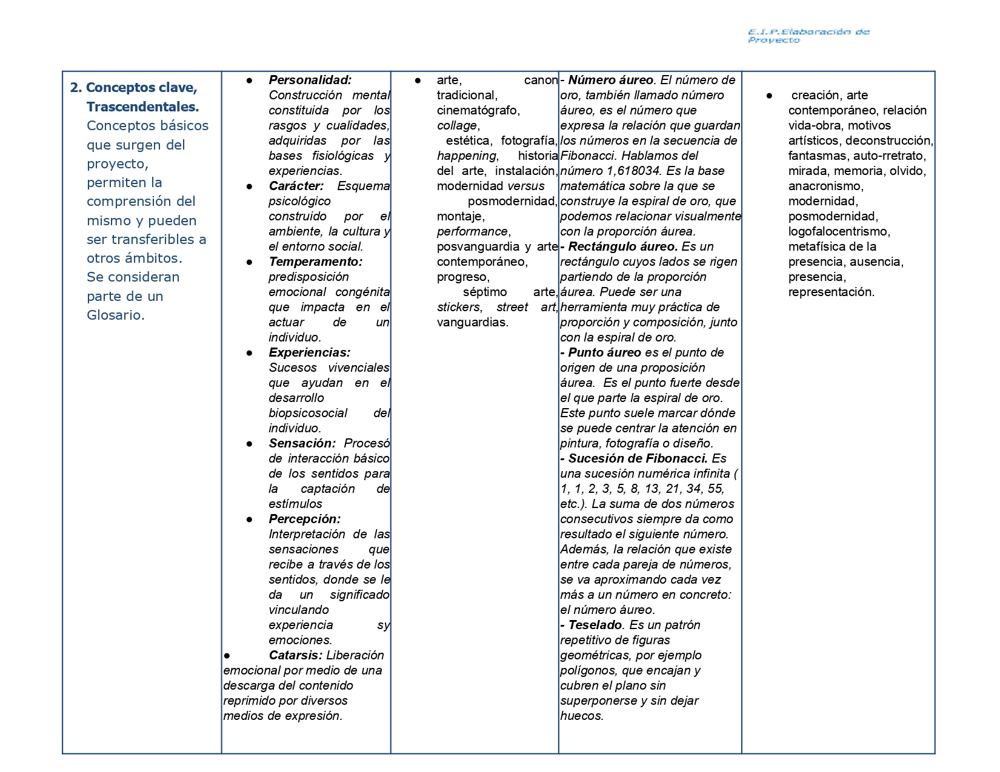 E.I.P.Elaboración de
Proyecto
2. Conceptos clave,
Trascendentales.
Conceptos básicos
que surgen del
proyecto,
permiten la
comprensión del
mismo y pueden
ser transferibles a
otros ámbitos.
Se consideran
parte de un
Glosario.
● Personalidad:
Construcción mental
constituida por los
rasgos y cualidades,
adquiridas por las
bases fisiológicas y
experiencias.
● Carácter: Esquema
psicológico
construido por el
ambiente, la cultura y
el entorno social.
● Temperamento:
predisposición
emocional congénita
que impacta en el
actuar de un
individuo.
● Experiencias:
Sucesos vivenciales
que ayudan en el
desarrollo
biopsicosocial del
individuo.
● Sensación: Procesó
de interacción básico
de los sentidos para
la captación de
estímulos
● Percepción:
Interpretación de las
sensaciones que
recibe a través de los
sentidos, donde se le
da un significado
vinculando
experiencia sy
emociones.
● Catarsis: Liberación
emocional por medio de una
descarga del contenido
reprimido por diversos
medios de expresión.
● arte, canon
tradicional,
cinematógrafo,
collage,
estética, fotografía,
happening, historia
del arte, instalación,
modernidad versus
posmodernidad,
montaje,
performance,
posvanguardia y arte
contemporáneo,
progreso,
séptimo arte,
stickers, street art,
vanguardias.
- Número áureo. El número de
oro, también llamado número
áureo, es el número que
expresa la relación que guardan
los números en la secuencia de
Fibonacci. Hablamos del
número 1,618034. Es la base
matemática sobre la que se
construye la espiral de oro, que
podemos relacionar visualmente
con la proporción áurea.
- Rectángulo áureo. Es un
rectángulo cuyos lados se rigen
partiendo de la proporción
áurea. Puede ser una
herramienta muy práctica de
proporción y composición, junto
con la espiral de oro.
- Punto áureo es el punto de
origen de una proposición
áurea. Es el punto fuerte desde
el que parte la espiral de oro.
Este punto suele marcar dónde
se puede centrar la atención en
pintura, fotografía o diseño.
- Sucesión de Fibonacci. Es
una sucesión numérica infinita (
1, 1, 2, 3, 5, 8, 13, 21, 34, 55,
etc.). La suma de dos números
consecutivos siempre da como
resultado el siguiente número.
Además, la relación que existe
entre cada pareja de números,
se va aproximando cada vez
más a un número en concreto:
el número áureo.
- Teselado. Es un patrón
repetitivo de figuras
geométricas, por ejemplo
polígonos, que encajan y
cubren el plano sin
superponerse y sin dejar
huecos.
● creación, arte
contemporáneo, relación
vida-obra, motivos
artísticos, deconstrucción,
fantasmas, auto-rretrato,
mirada, memoria, olvido,
anacronismo,
modernidad,
posmodernidad,
logofalocentrismo,
metafísica de la
presencia, ausencia,
presencia,
representación.